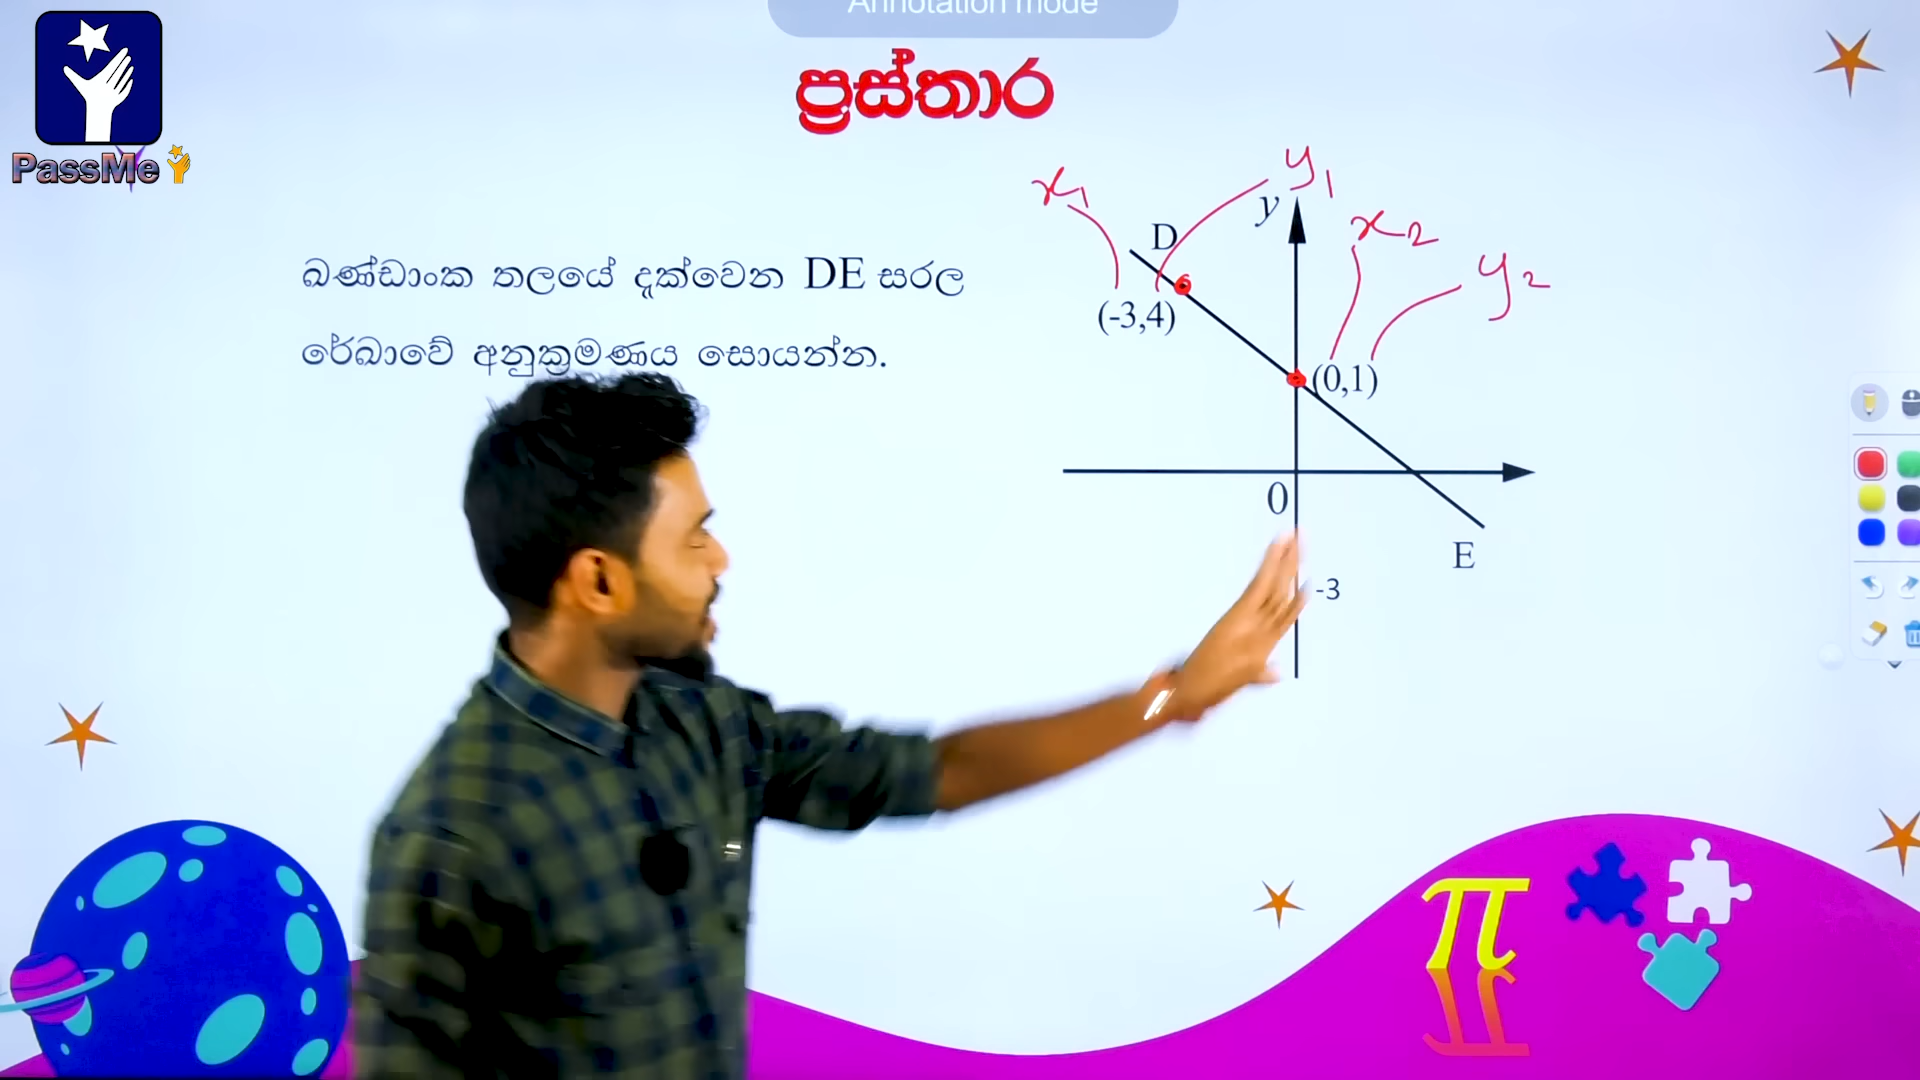 Annotation mode
PassMe
ප්‍රස්තාර
ඛණ්ඩාංක තලයේ දැක්වෙන DE සරල
රේඛාවේ අනුක්‍රමණය සොයන්න.
x1
y1
y
D
x2
y2
(-3,4)
(0,1)
0
E
-3
π